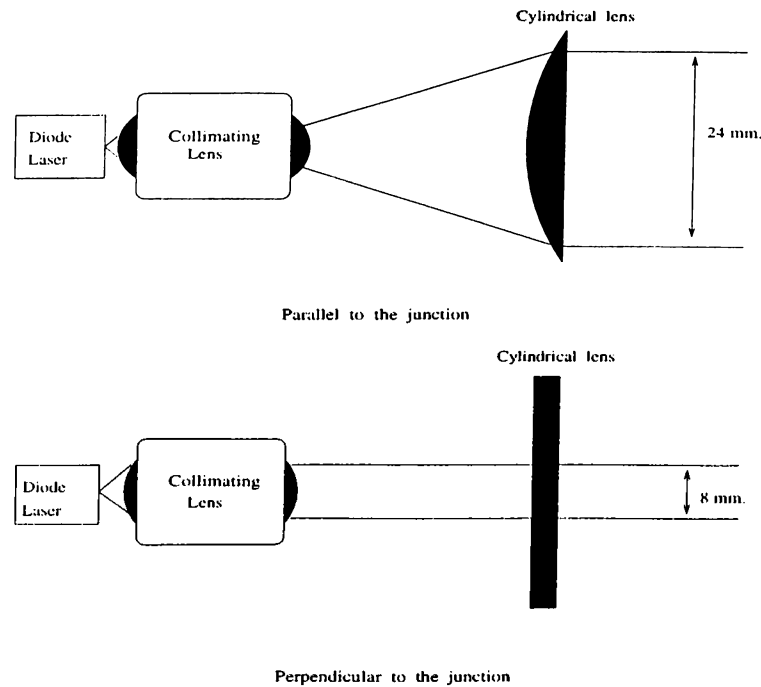 Cylindrical lens
Diode
Laser
Collimating
Lens
24 mm.
Parallel to the junction
Cylindrical lens
Diode
Laser
Collimating
Lens
8 mm.
Perpendicular to the junction